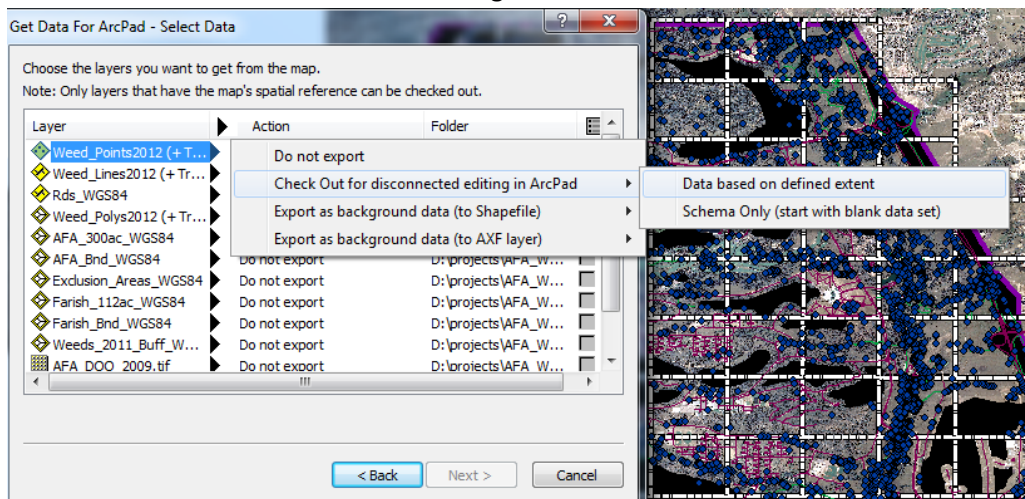 Get Data For ArcPad - Select Data
Choose the layers you want to get from the map.
Note: Only layers that have the map's spatial reference can be checked out.
Layer Action Folder
Weed_Points2012 (+ T...
Do not export
Weed_Lines2012 (+ Tr...
Check Out for disconnected editing in ArcPad
Data based on defined extent
Rds_WGS84
Export as background data (to Shapefile)
Schema Only (start with blank data set)
Weed_Polys2012 (+ Tr...
Export as background data (to AXF layer)
AFA_300ac_WGS84
AFA_Bnd_WGS84 Do not export D:\projects\AFA_W...
Exclusion_Areas_WGS84 Do not export D:\projects\AFA_W...
Farish_112ac_WGS84 Do not export D:\projects\AFA_W...
Farish_Bnd_WGS84 Do not export D:\projects\AFA_W...
Weeds_2011_Buff_W... Do not export D:\projects\AFA_W...
AFA_DOO_2009.tif Do not export D:\projects\AFA_W...
< Back Next > Cancel